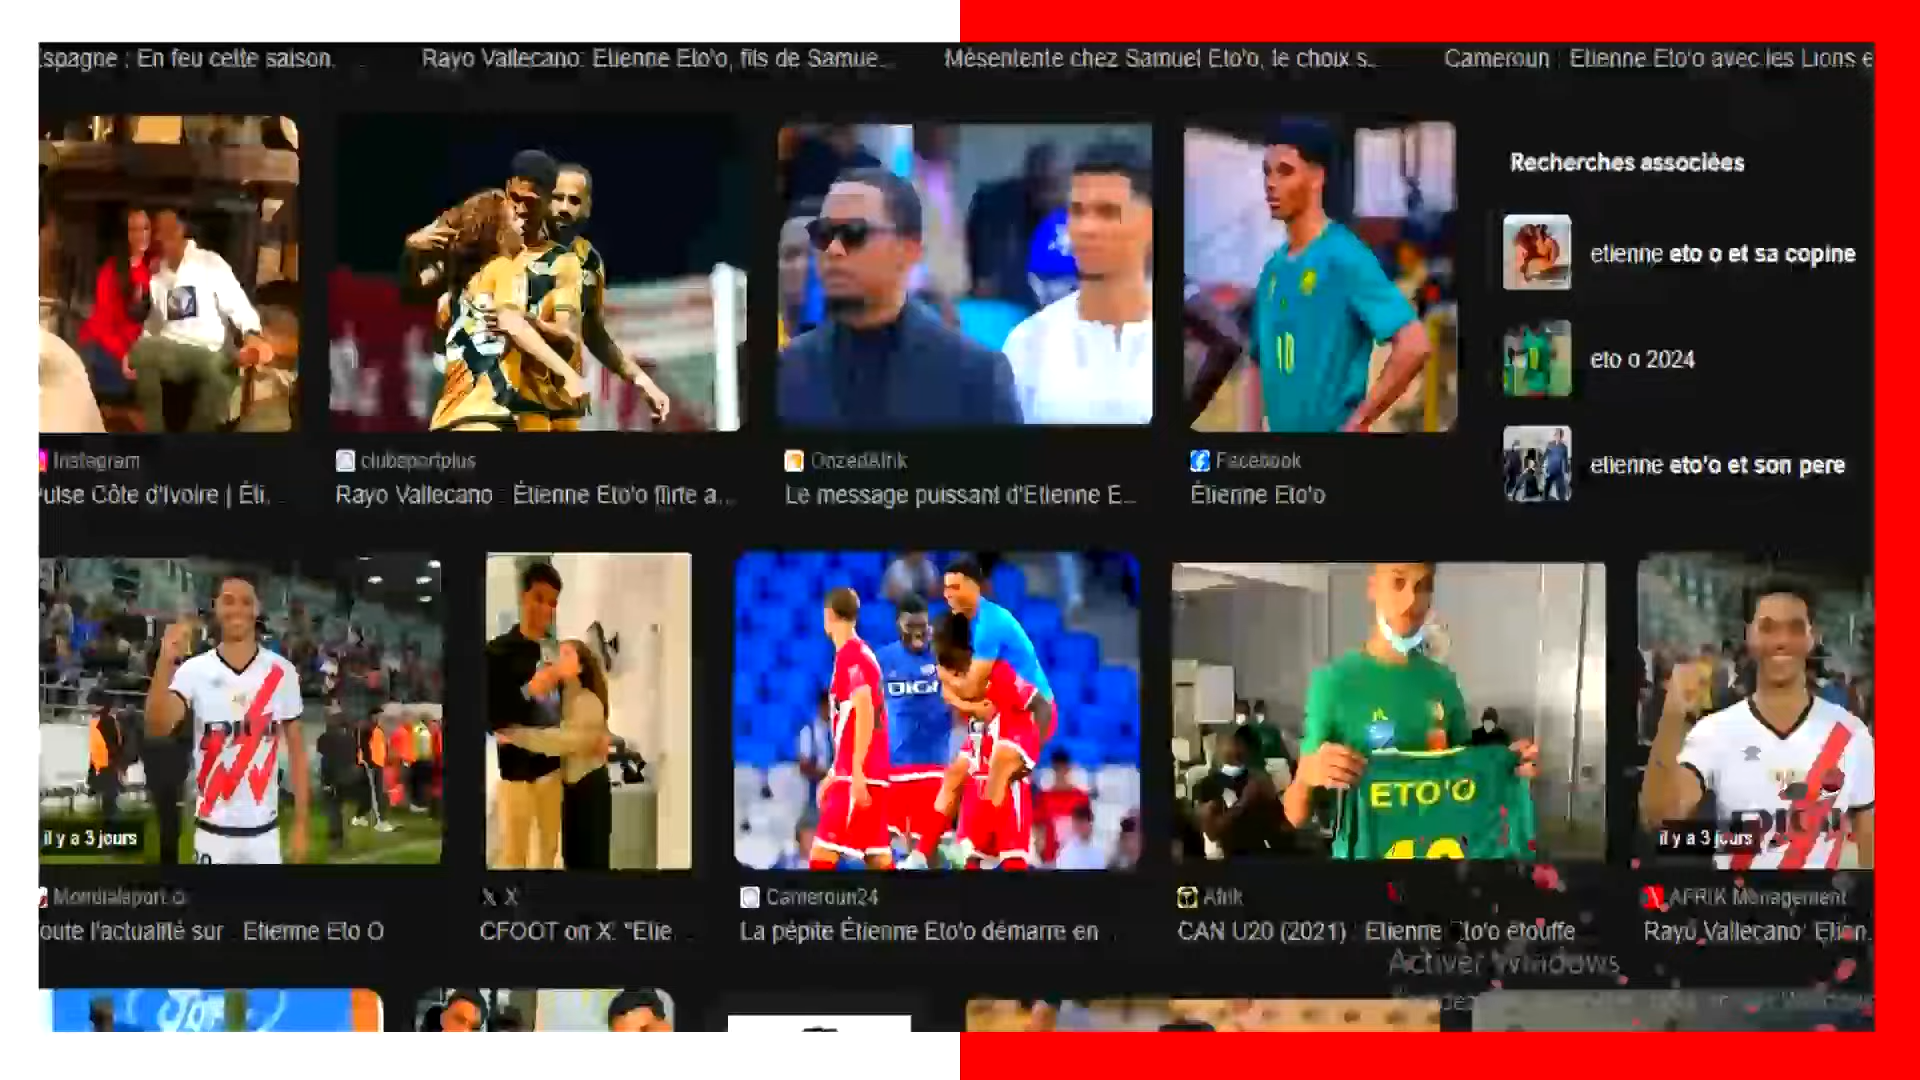 spagne : En feu cette saison.
Rayo Vallecano: Etienne Eto'o, fils de Samue...
Mésentente chez Samuel Eto'o, le choix s...
Cameroun : Etienne Eto'o avec les Lions e
Recherches associées
etienne eto o et sa copine
eto o 2024
etienne eto'o et son pere
Instagram
ulse Côte d'Ivoire | Éti...
clubsportplus
Rayo Vallecano : Étienne Eto'o flirte a...
OnzedAfrik
Le message puissant d'Etienne E...
Facebook
Étienne Eto'o
DIGI
ETO'O
il y a 3 jours
il y a 3 jours
Mondialsport
oute l'actualité sur : Etienne Eto O
X
CFOOT on X: "Etie
Cameroun24
La pépite Étienne Eto'o démarre en
Afrik
CAN U20 (2021) : Etienne to'o étouffe
AFRIK Management
Rayo Vallecano: Etien.
Activer Windows